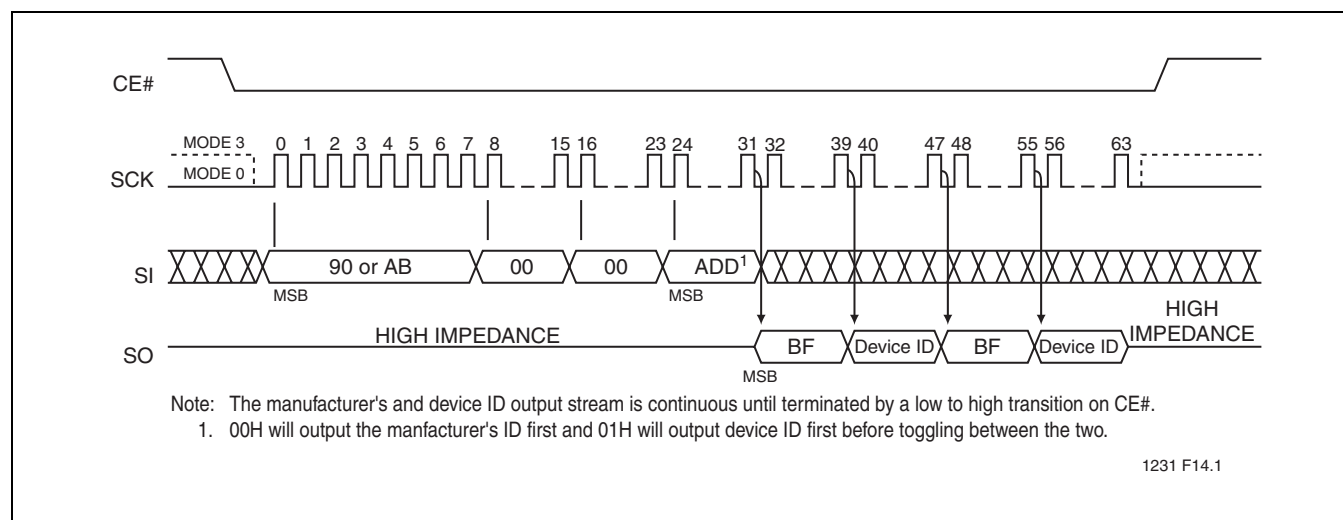 CE#
MODE 3
0 1 2 3 4 5 6 7 8 15 16 23 24 31 32 39 40 47 48 55 56 63
SCK
MODE 0
SI
90 or AB 00 00 ADD1
MSB MSB
HIGH IMPEDANCE
HIGH
IMPEDANCE
SO
BF Device ID BF Device ID
MSB
Note: The manufacturer's and device ID output stream is continuous until terminated by a low to high transition on CE#.
1. 00H will output the manfacturer's ID first and 01H will output device ID first before toggling between the two.
1231 F14.1